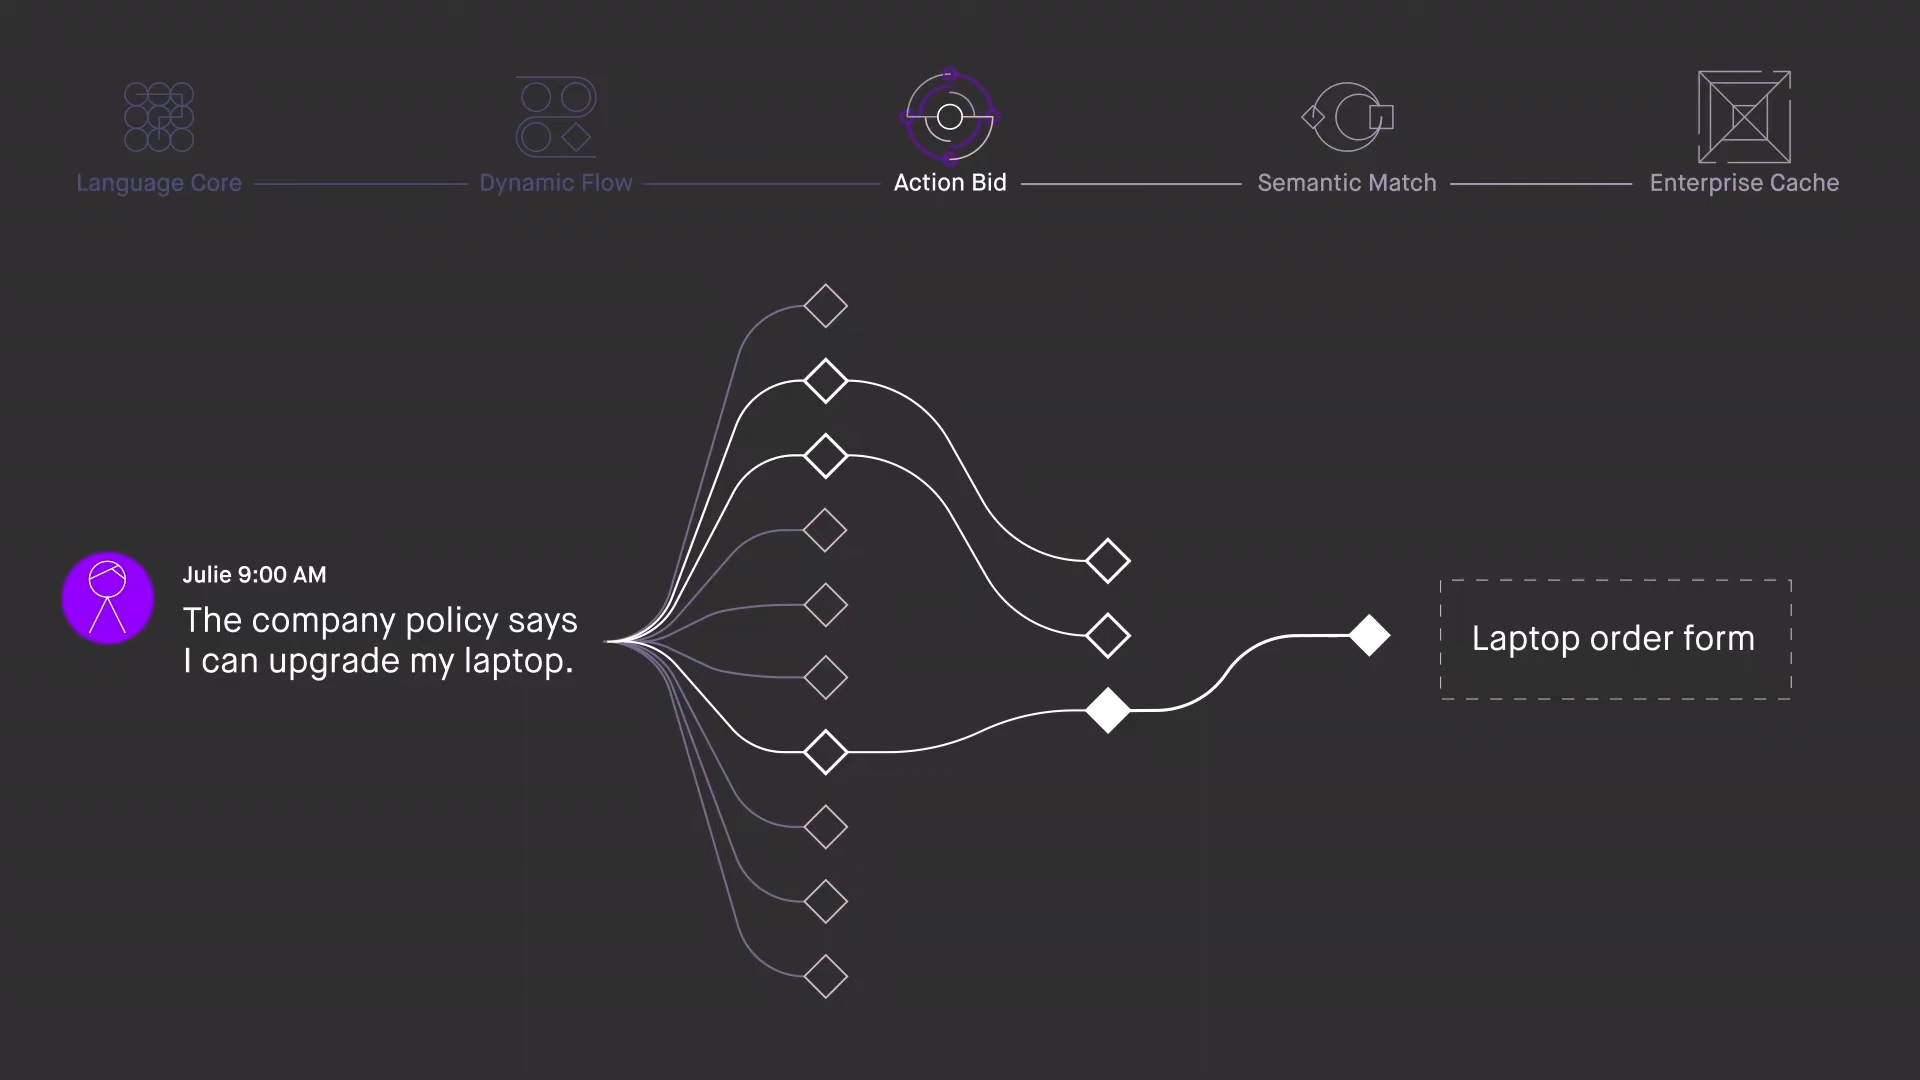 Language Core
Dynamic Flow
Action Bid
Semantic Match
Enterprise Cache
Julie 9:00 AM
The company policy says
I can upgrade my laptop.
Laptop order form